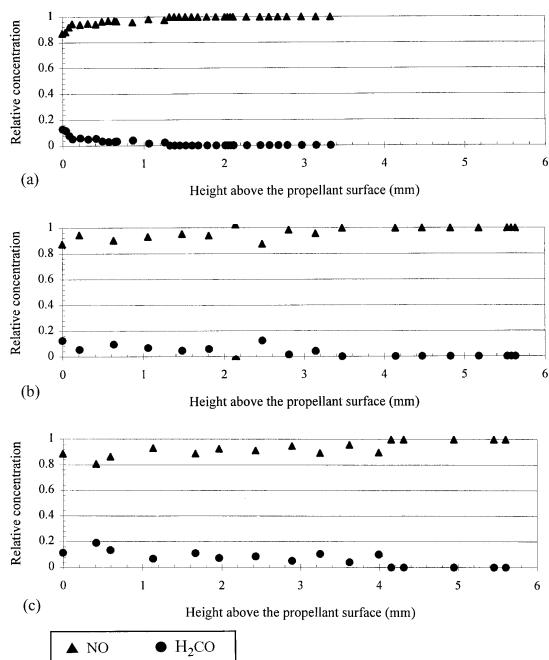 Relative concentration
1
0.8
0.6
0.4
0.2
0
0 1 2 3 4 5 6
(a)
Height above the propellant surface (mm)
Relative concentration
1
0.8
0.6
0.4
0.2
0
0 1 2 3 4 5 6
(b)
Height above the propellant surface (mm)
Relative concentration
1
0.8
0.6
0.4
0.2
0
0 1 2 3 4 5 6
(c)
Height above the propellant surface (mm)
▲ NO ● H₂CO